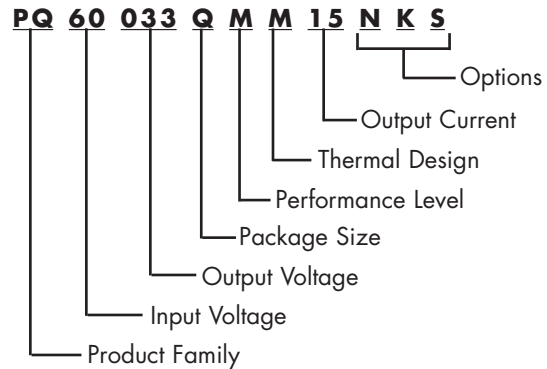 PQ 60 033 Q M M 15 N K S
Options
Output Current
Thermal Design
Performance Level
Package Size
Output Voltage
Input Voltage
Product Family